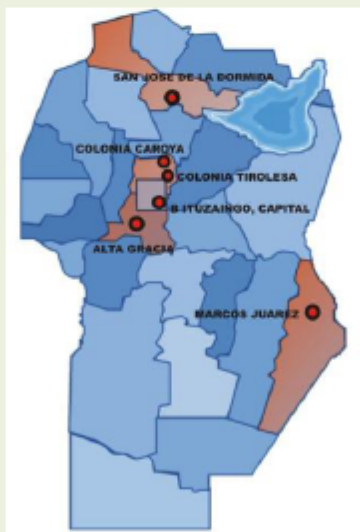 SAN JOSE DE LA DORMIDA
COLONIA CAROYA
COLONIA TIROLESA
B ITUZAINGO, CAPITAL
ALTA GRACIA
MARCOS JUAREZ